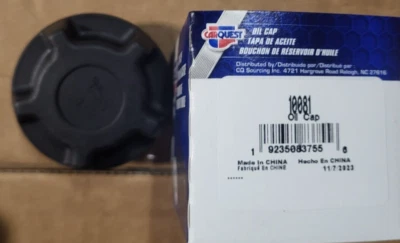 CARQUEST
OIL CAP
TAPA DE ACEITE
BOUCHON DE RÉSERVOIR D'HUILE
Distributed by/Distribuido por/Distribué par
CQ Sourcing Inc. 4721 Hargrove Road Raleigh, NC 27616
10081
Oil Cap
1 9235083755 6
Made in CHINA Hecho En CHINA
Fabriqué En CHINE 11/7/2023